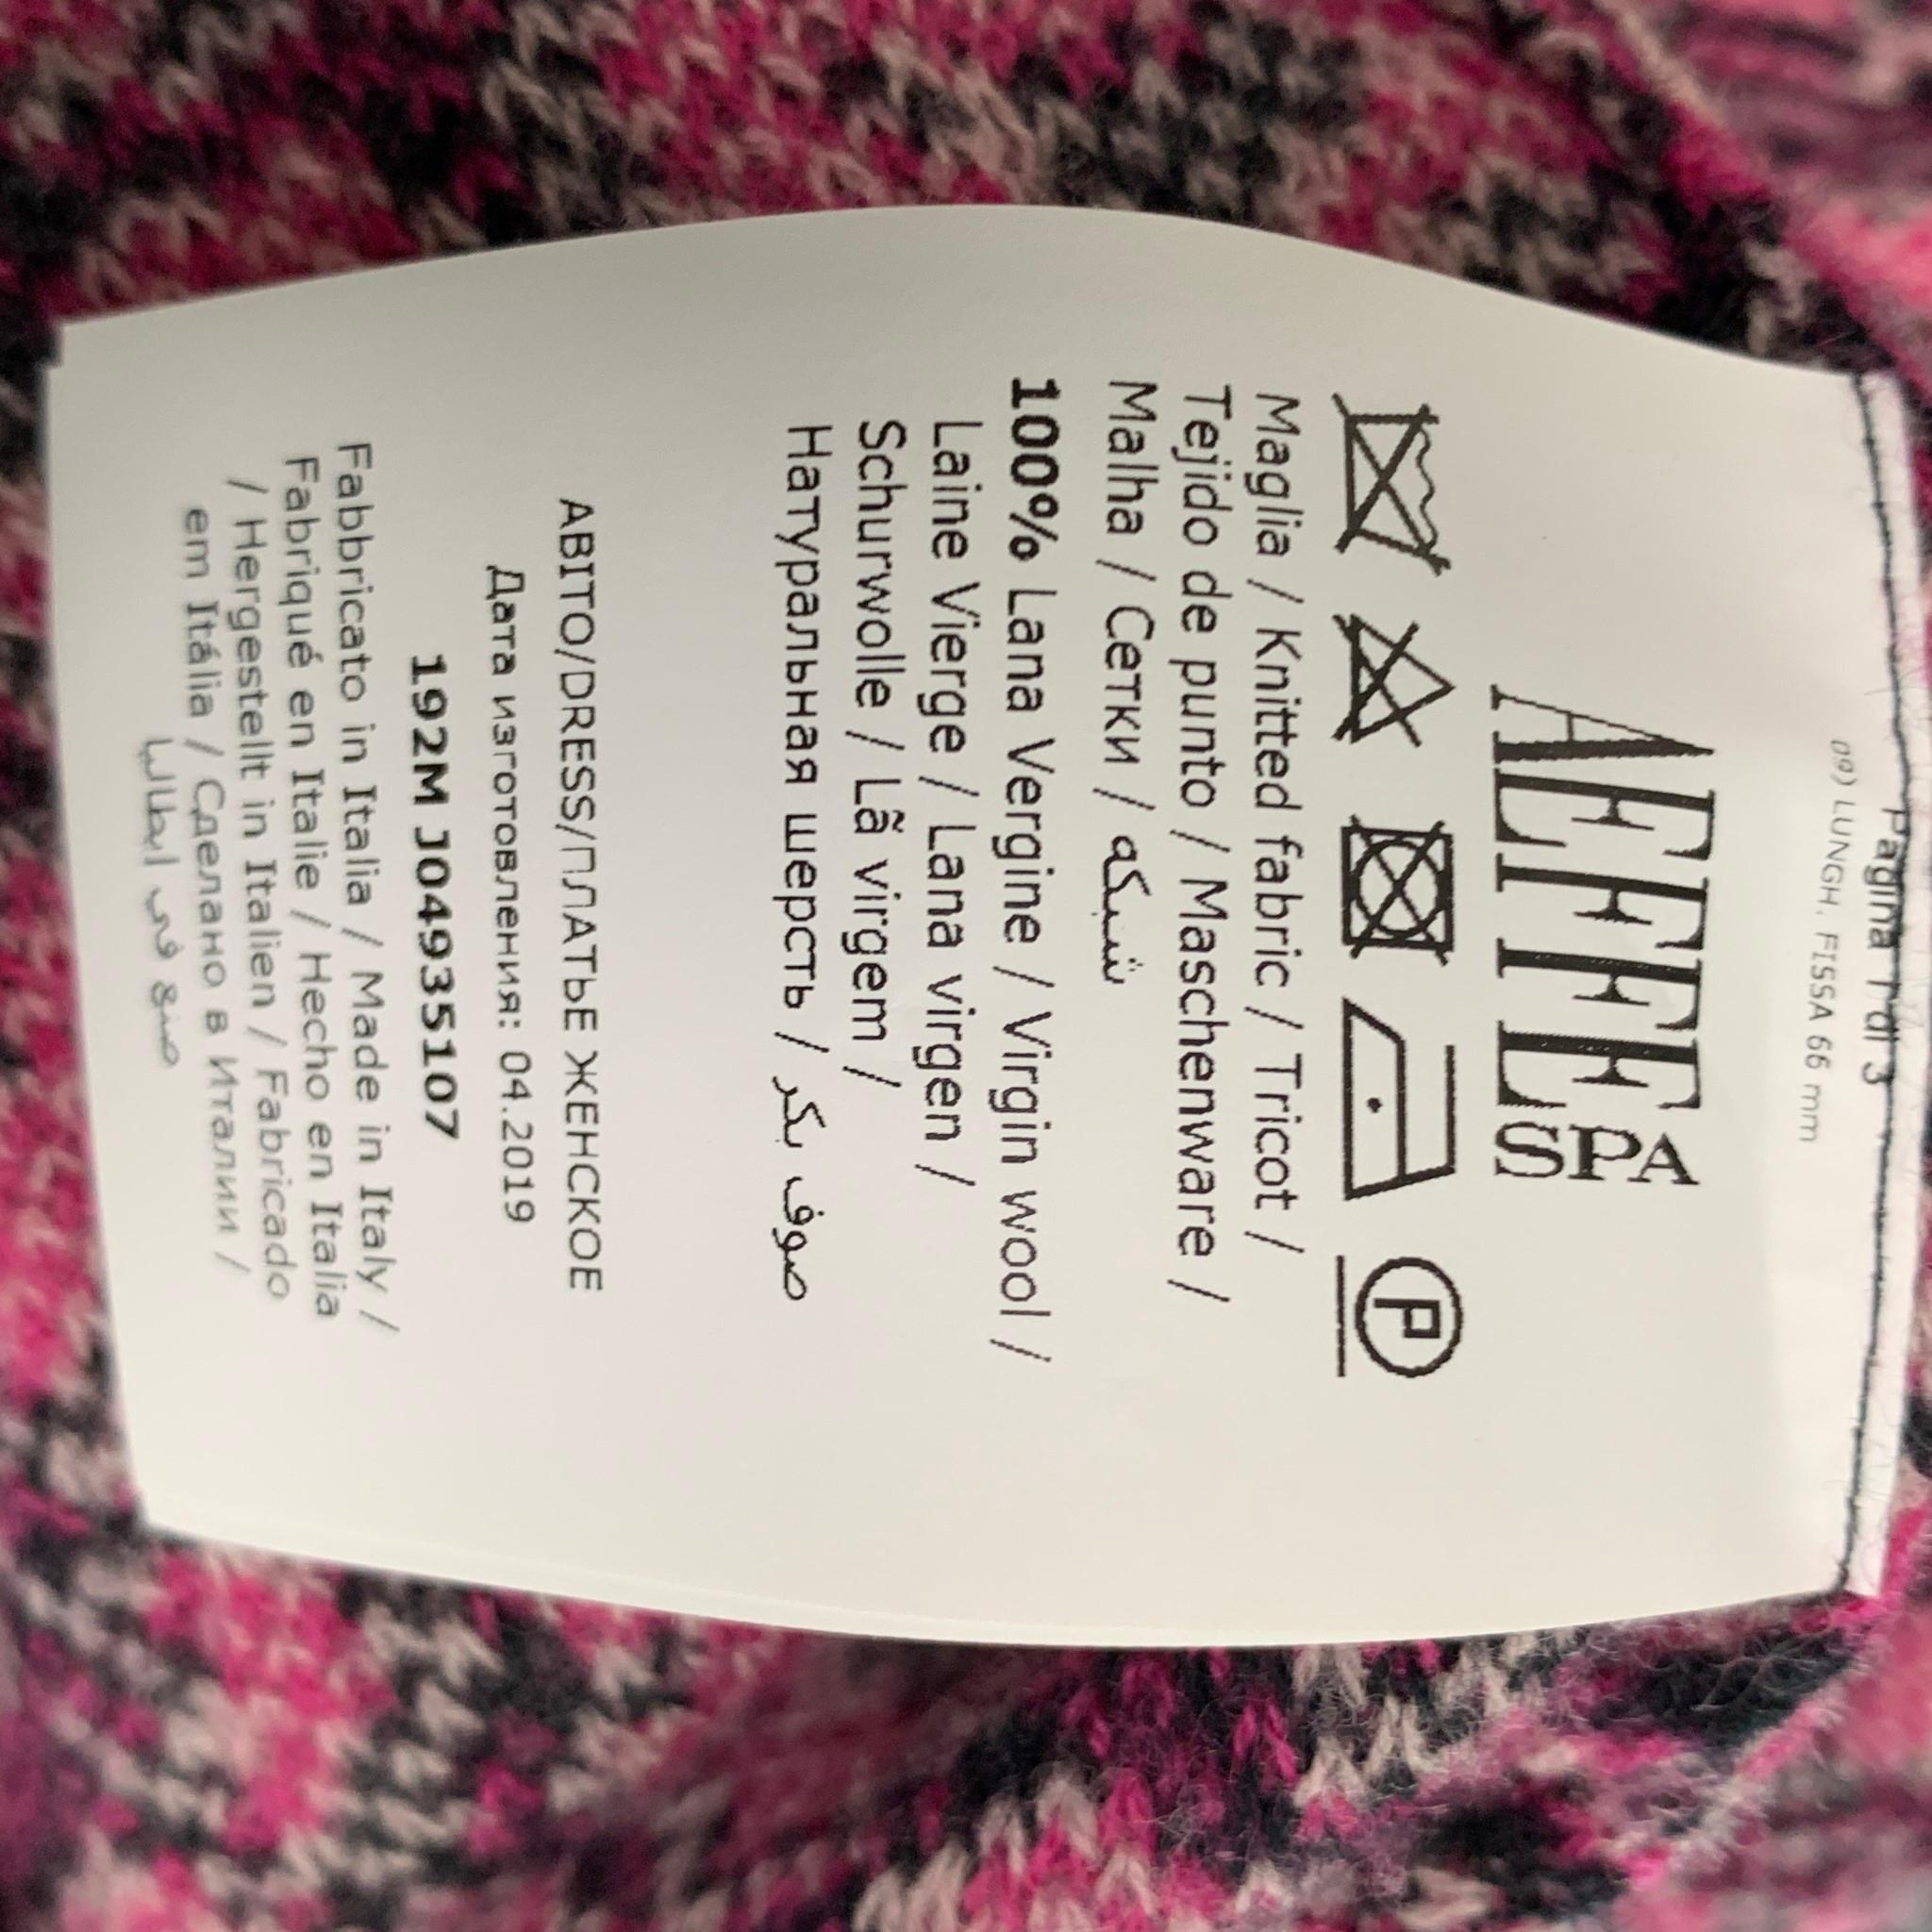 Pagina 1 di 3
09) LUNGH. FISSA 66 mm
AEFFE
SPA
P
Maglia / Knitted fabric / Tricot /
Tejido de punto / Maschenware /
Malha / Сетки / شبكه
100% Lana Vergine / Virgin wool /
Laine Vierge / Lana virgen /
Schurwolle / Lã virgem /
Натуральная шерсть / صوف بكر
ABITO/DRESS/ПЛАТЬЕ ЖЕНСКОЕ
Дата изготовления: 04.2019
192M J04935107
Fabbricato in Italia / Made in Italy /
Fabriqué en Italie / Hecho en Italia
/ Hergestellt in Italien / Fabricado
em Itália / Сделано в Италии /
صنع في ايطاليا